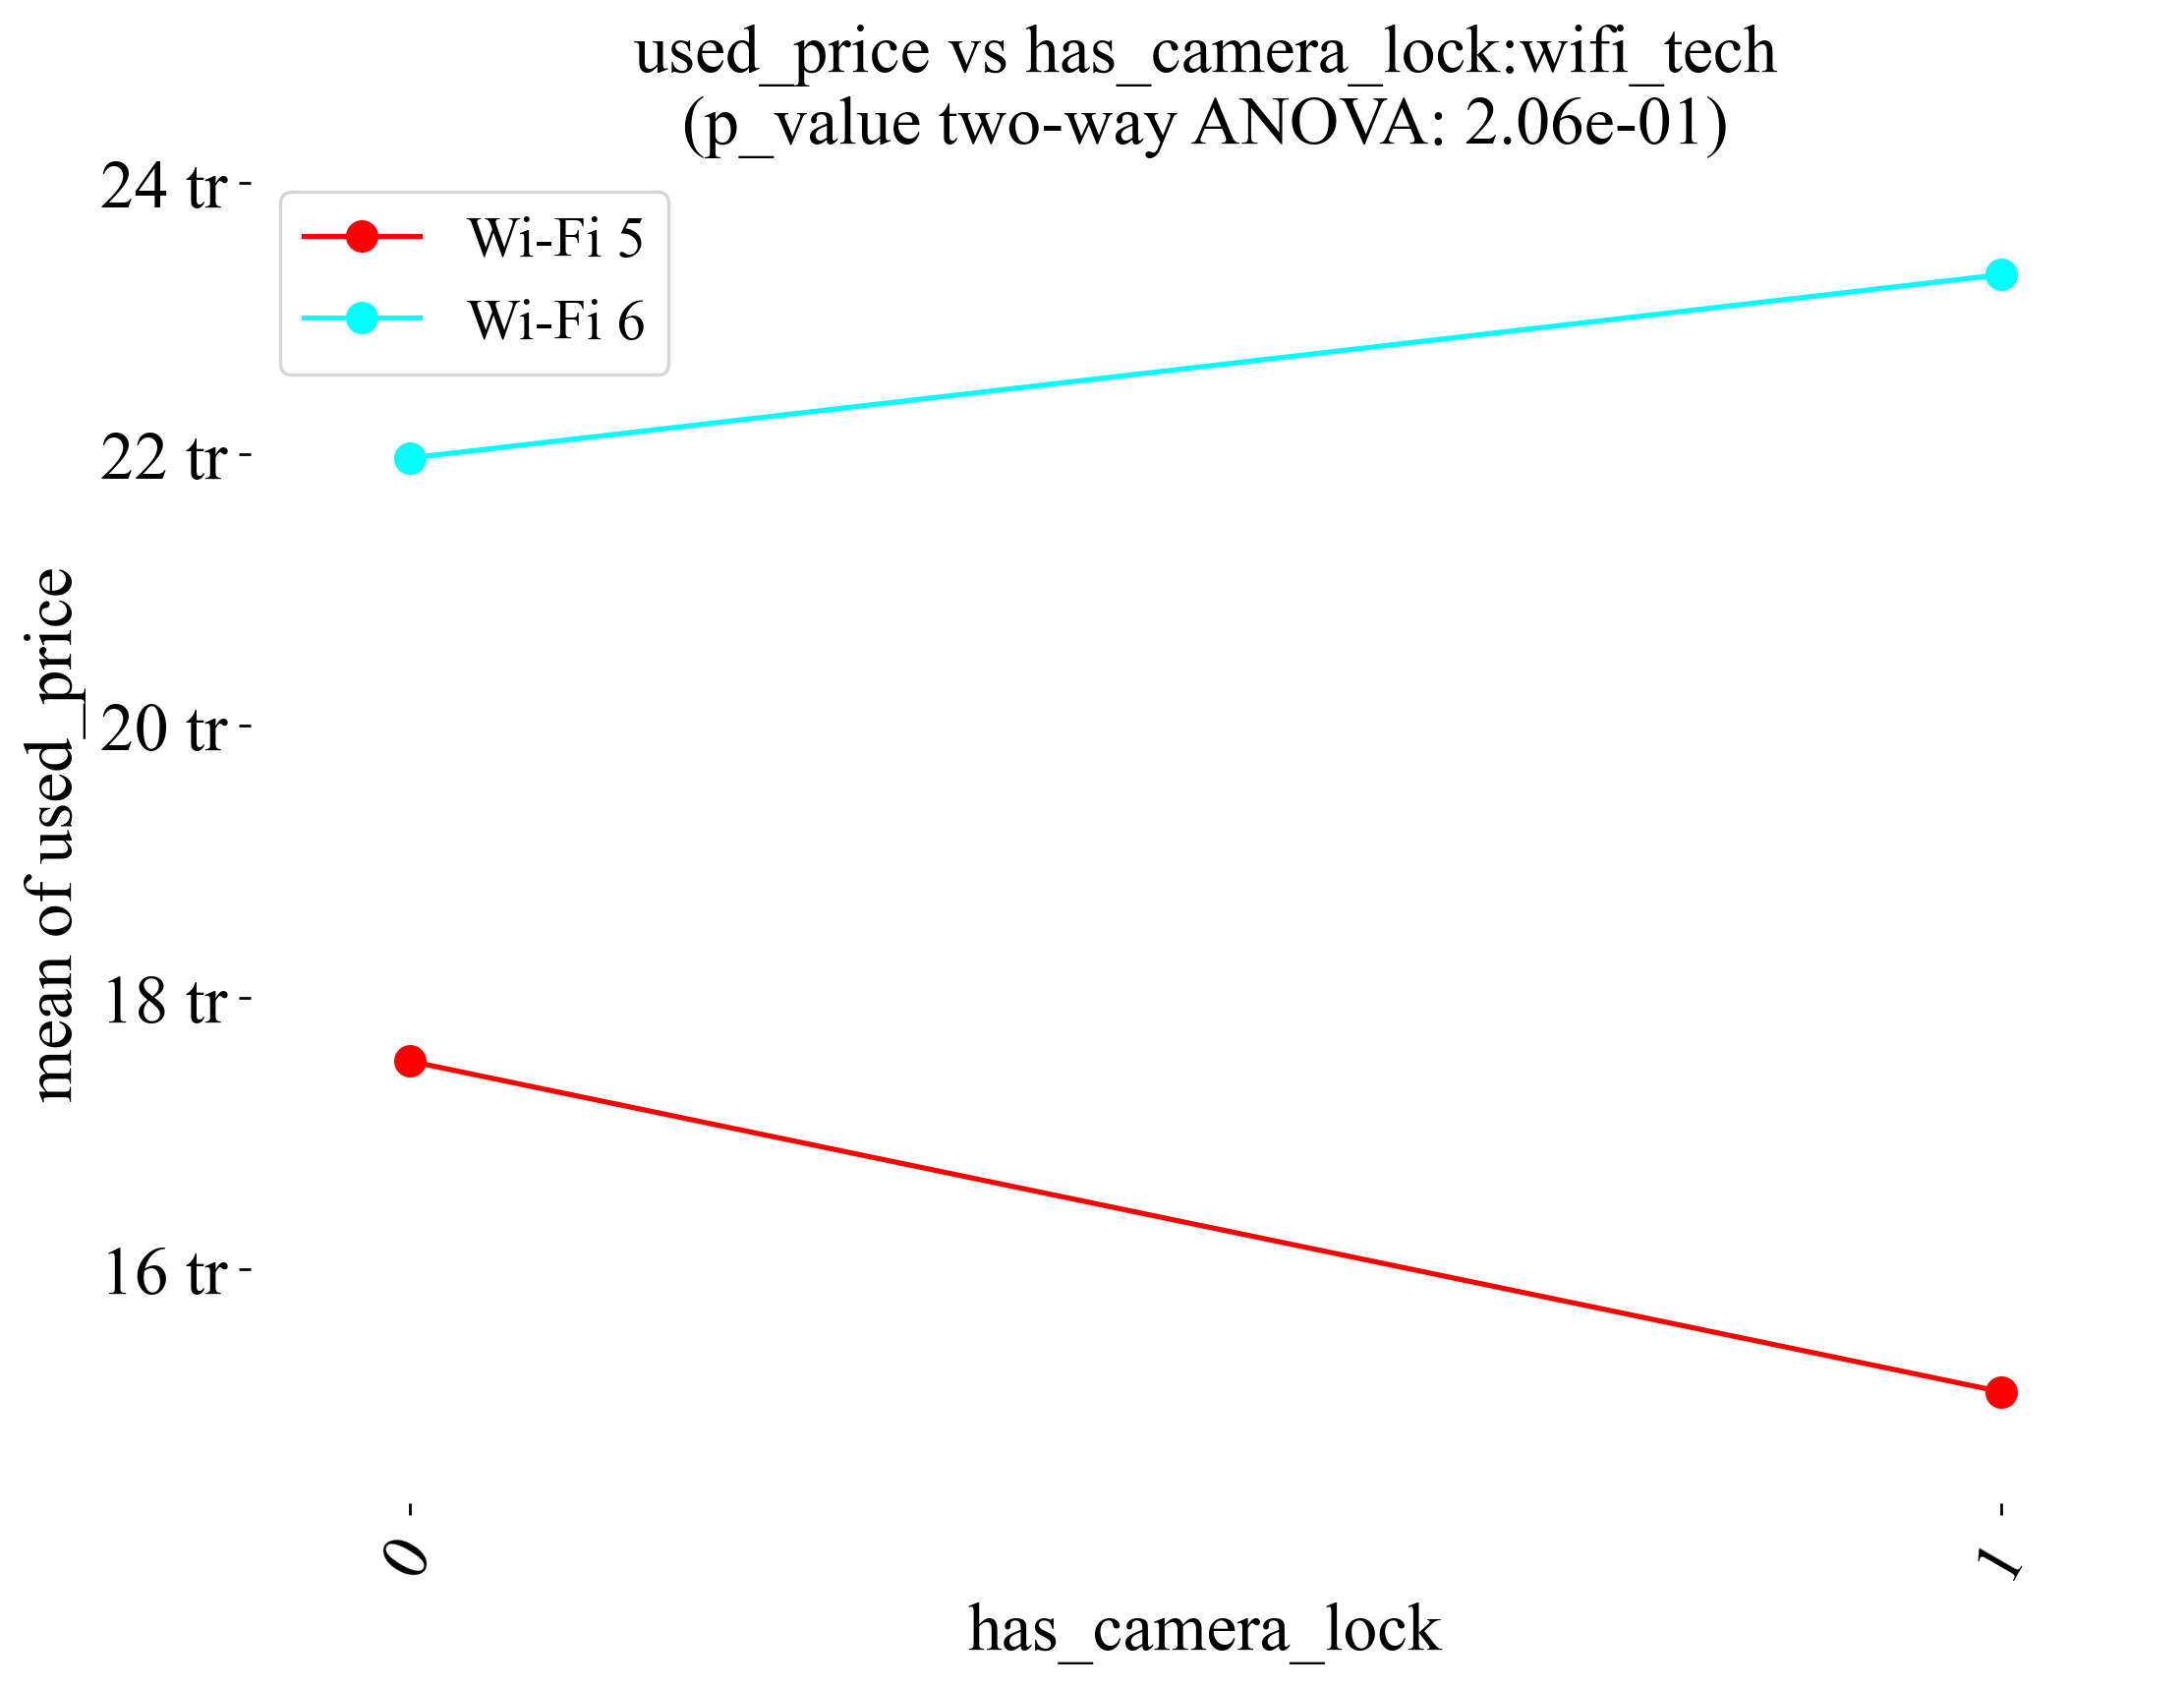 used_price vs has_camera_lock:wifi_tech
(p_value two-way ANOVA: 2.06e-01)
24 tr
22 tr
20 tr
18 tr
16 tr
Wi-Fi 5
Wi-Fi 6
mean of used_price
0
1
has_camera_lock